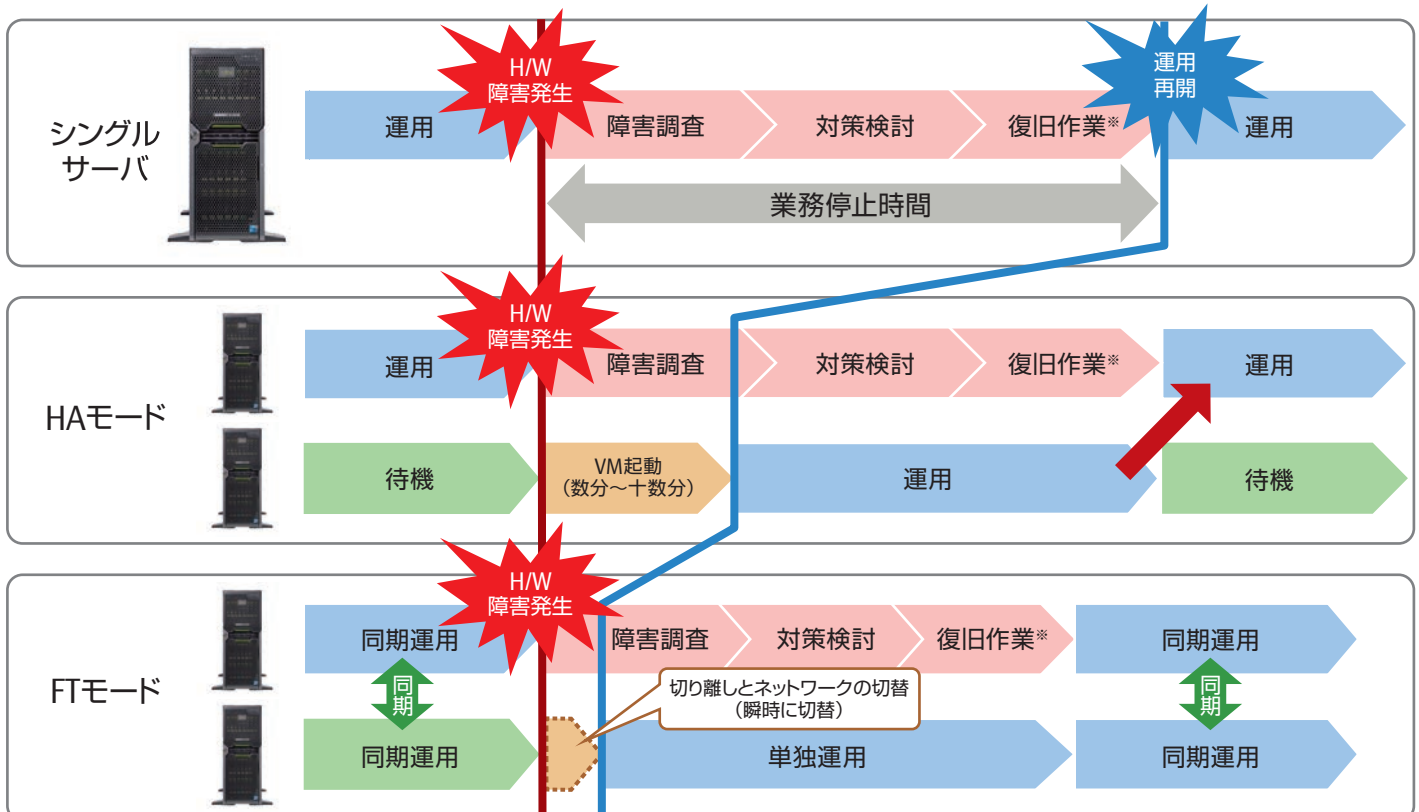 シングル
サーバ
運用
H/W
障害発生
障害調査
対策検討
復旧作業※
運用
再開
運用
業務停止時間
HAモード
運用
H/W
障害発生
障害調査
対策検討
復旧作業※
運用
待機
VM起動
（数分～十数分）
運用
待機
FTモード
同期運用
H/W
障害発生
障害調査
対策検討
復旧作業※
同期運用
同期
切り離しとネットワークの切替
（瞬時に切替）
同期
同期運用
単独運用
同期運用